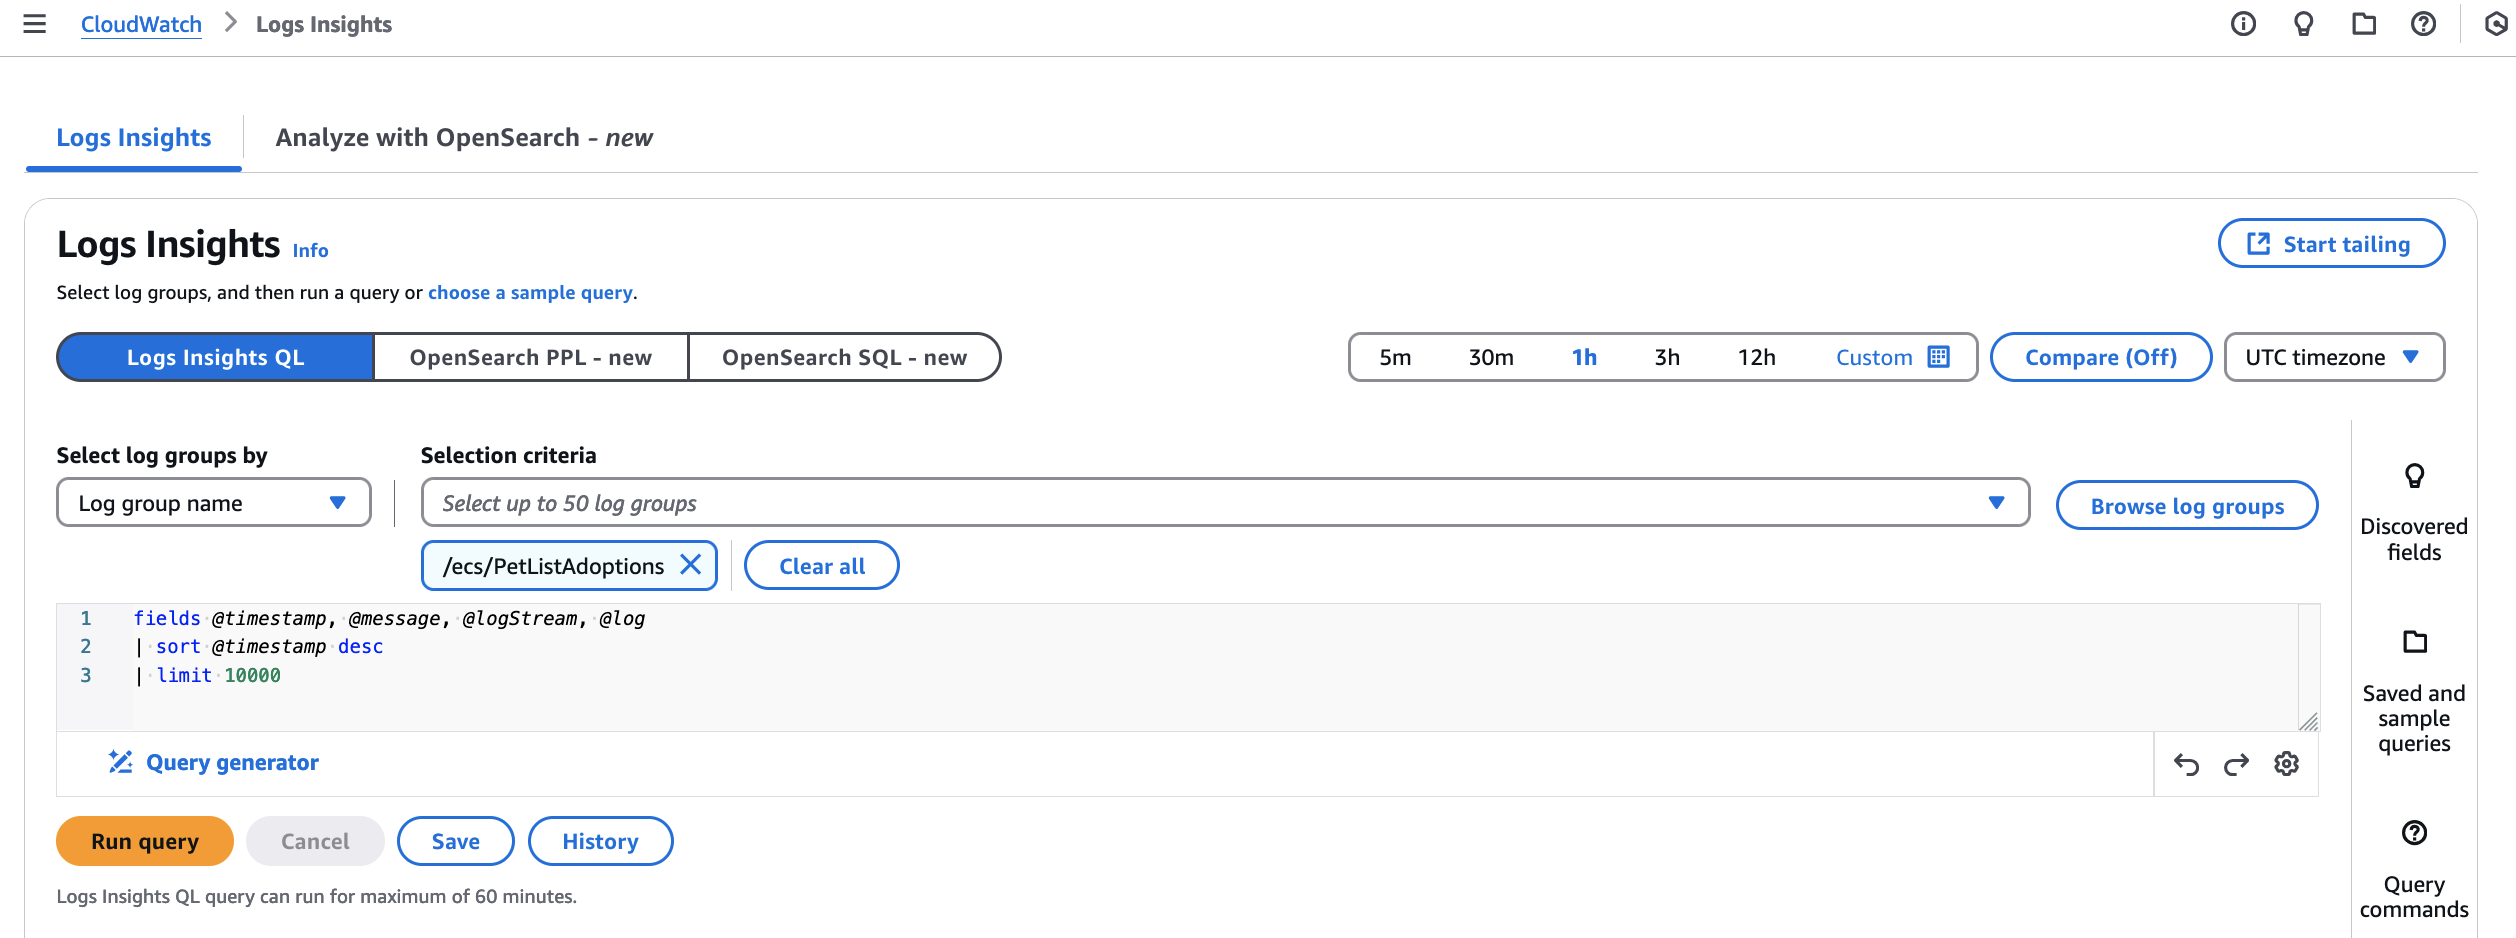 CloudWatch > Logs Insights
Logs Insights
Analyze with OpenSearch - new
Logs Insights Info
Start tailing
Select log groups, and then run a query or choose a sample query.
Logs Insights QL
OpenSearch PPL - new
OpenSearch SQL - new
5m 30m 1h 3h 12h Custom
Compare (Off)
UTC timezone
Select log groups by
Selection criteria
Log group name
Select up to 50 log groups
Browse log groups
/ecs/PetListAdoptions
Clear all
1 fields @timestamp, @message, @logStream, @log
2 | sort @timestamp desc
3 | limit 10000
Query generator
Run query
Cancel
Save
History
Logs Insights QL query can run for maximum of 60 minutes.
Discovered
fields
Saved and
sample
queries
Query
commands